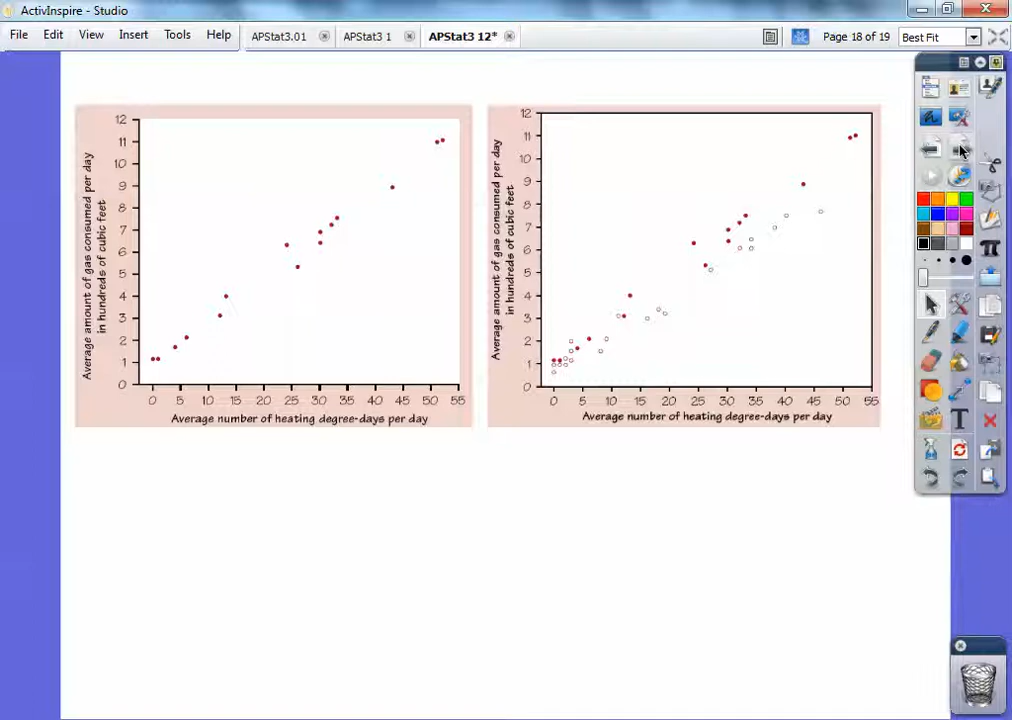 ActivInspire - Studio
File Edit View Insert Tools Help
APStat3.01 APStat3 1 APStat3 12* Page 18 of 19 Best Fit
12
11
10
9
8
7
6
5
4
3
2
1
0
Average amount of gas consumed per day
in hundreds of cubic feet
0 5 10 15 20 25 30 35 40 45 50 55
Average number of heating degree-days per day
12
11
10
9
8
7
6
5
4
3
2
1
0
Average amount of gas consumed per day
in hundreds of cubic feet
0 5 10 15 20 25 30 35 40 45 50 55
Average number of heating degree-days per day